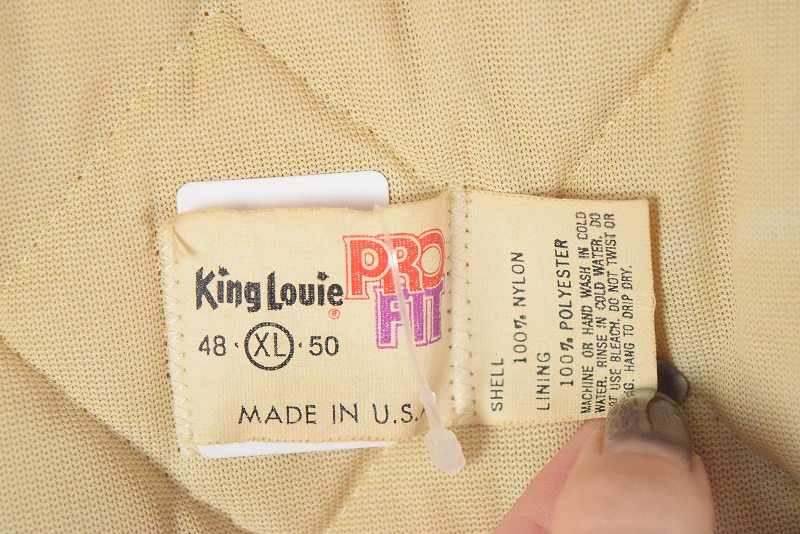 King Louie®
PRO
FIT
48 · XL · 50
MADE IN U.S.A
SHELL
100% NYLON
LINING
100% POLYESTER
MACHINE OR HAND WASH IN COLD
WATER. RINSE IN COLD WATER. DO
NOT USE BLEACH. DO NOT TWIST OR
HANG TO DRIP DRY.